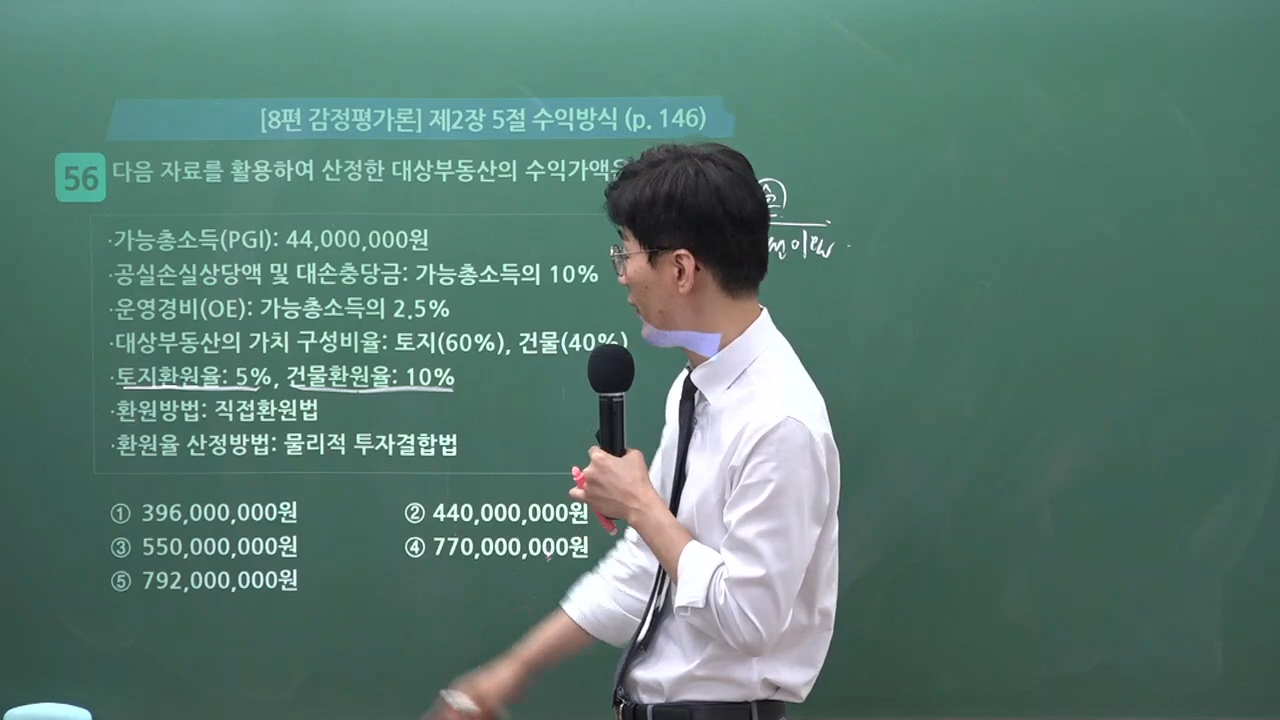 [8편 감정평가론] 제2장 5절 수익방식 (p. 146)
56 다음 자료를 활용하여 산정한 대상부동산의 수익가액은
·가능총소득(PGI): 44,000,000원
·공실손실상당액 및 대손충당금: 가능총소득의 10%
·운영경비(OE): 가능총소득의 2.5%
·대상부동산의 가치 구성비율: 토지(60%), 건물(40%)
·토지환원율: 5%, 건물환원율: 10%
·환원방법: 직접환원법
·환원율 산정방법: 물리적 투자결합법
① 396,000,000원 ② 440,000,000원
③ 550,000,000원 ④ 770,000,000원
⑤ 792,000,000원